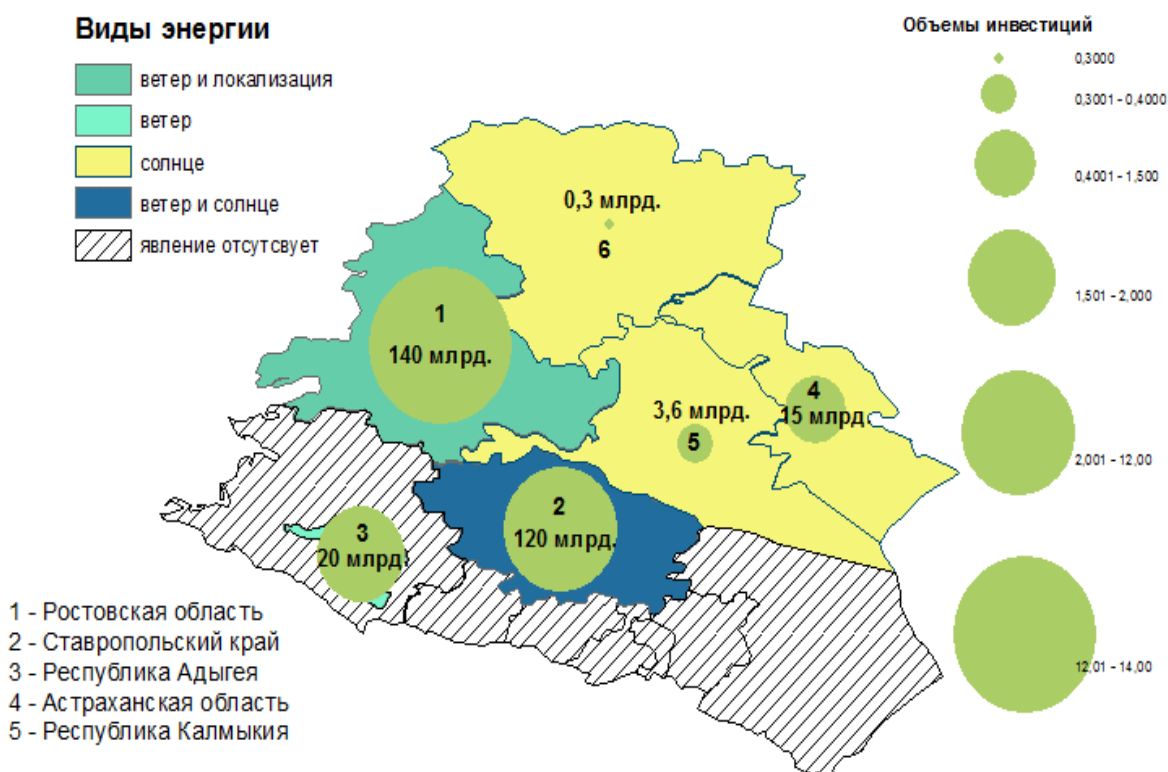 Виды энергии
ветер и локализация
ветер
солнце
ветер и солнце
явление отсутсвует
Объемы инвестиций
0,3000
0,3001 - 0,4000
0,4001 - 1,500
1,501 - 2,000
2,001 - 12,00
12,01 - 14,00
0,3 млрд.
6
1
140 млрд.
3,6 млрд.
5
4
15 млрд.
2
120 млрд.
3
20 млрд.
1 - Ростовская область
2 - Ставропольский край
3 - Республика Адыгея
4 - Астраханская область
5 - Республика Калмыкия